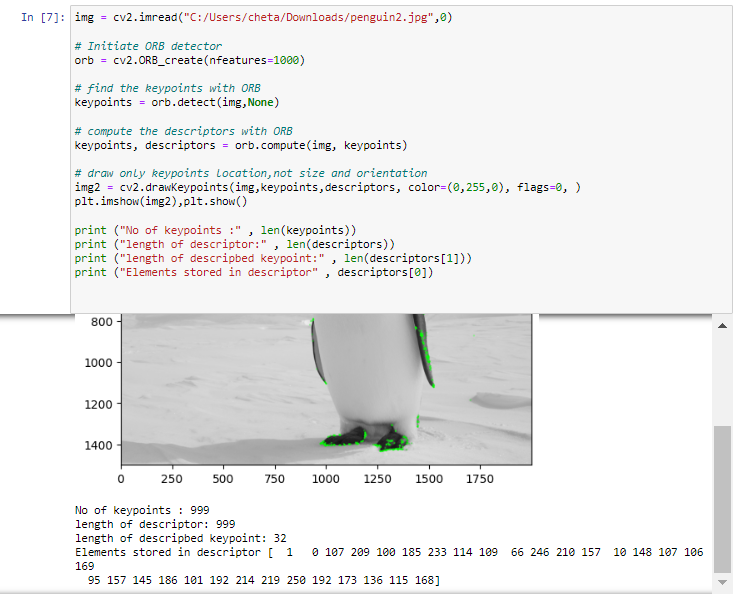 In [7]: img = cv2.imread("C:/Users/cheta/Downloads/penguin2.jpg",0)
# Initiate ORB detector
orb = cv2.ORB_create(nfeatures=1000)
# find the keypoints with ORB
keypoints = orb.detect(img,None)
# compute the descriptors with ORB
keypoints, descriptors = orb.compute(img, keypoints)
# draw only keypoints location,not size and orientation
img2 = cv2.drawKeypoints(img,keypoints,descriptors, color=(0,255,0), flags=0, )
plt.imshow(img2),plt.show()
print ("No of keypoints :" , len(keypoints))
print ("length of descriptor:" , len(descriptors))
print ("length of descripbed keypoint:" , len(descriptors[1]))
print ("Elements stored in descriptor" , descriptors[0])
800
1000
1200
1400
0 250 500 750 1000 1250 1500 1750
No of keypoints : 999
length of descriptor: 999
length of descripbed keypoint: 32
Elements stored in descriptor [  1   0 107 209 100 185 233 114 109  66 246 210 157  10 148 107 106
169
  95 157 145 186 101 192 214 219 250 192 173 136 115 168]